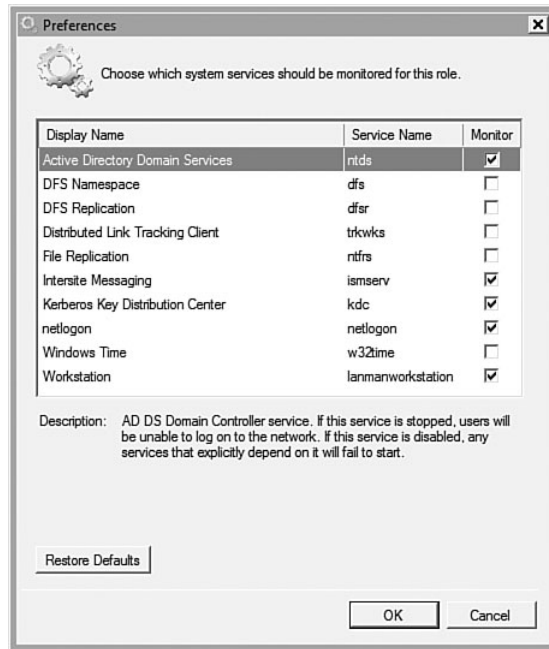 Preferences
Choose which system services should be monitored for this role.
Display Name Service Name Monitor
Active Directory Domain Services ntds
DFS Namespace dfs
DFS Replication dfsr
Distributed Link Tracking Client trkwks
File Replication ntfrs
Intersite Messaging ismserv
Kerberos Key Distribution Center kdc
netlogon netlogon
Windows Time w32time
Workstation lanmanworkstation
Description: AD DS Domain Controller service. If this service is stopped, users will
be unable to log on to the network. If this service is disabled, any
services that explicitly depend on it will fail to start.
Restore Defaults
OK Cancel